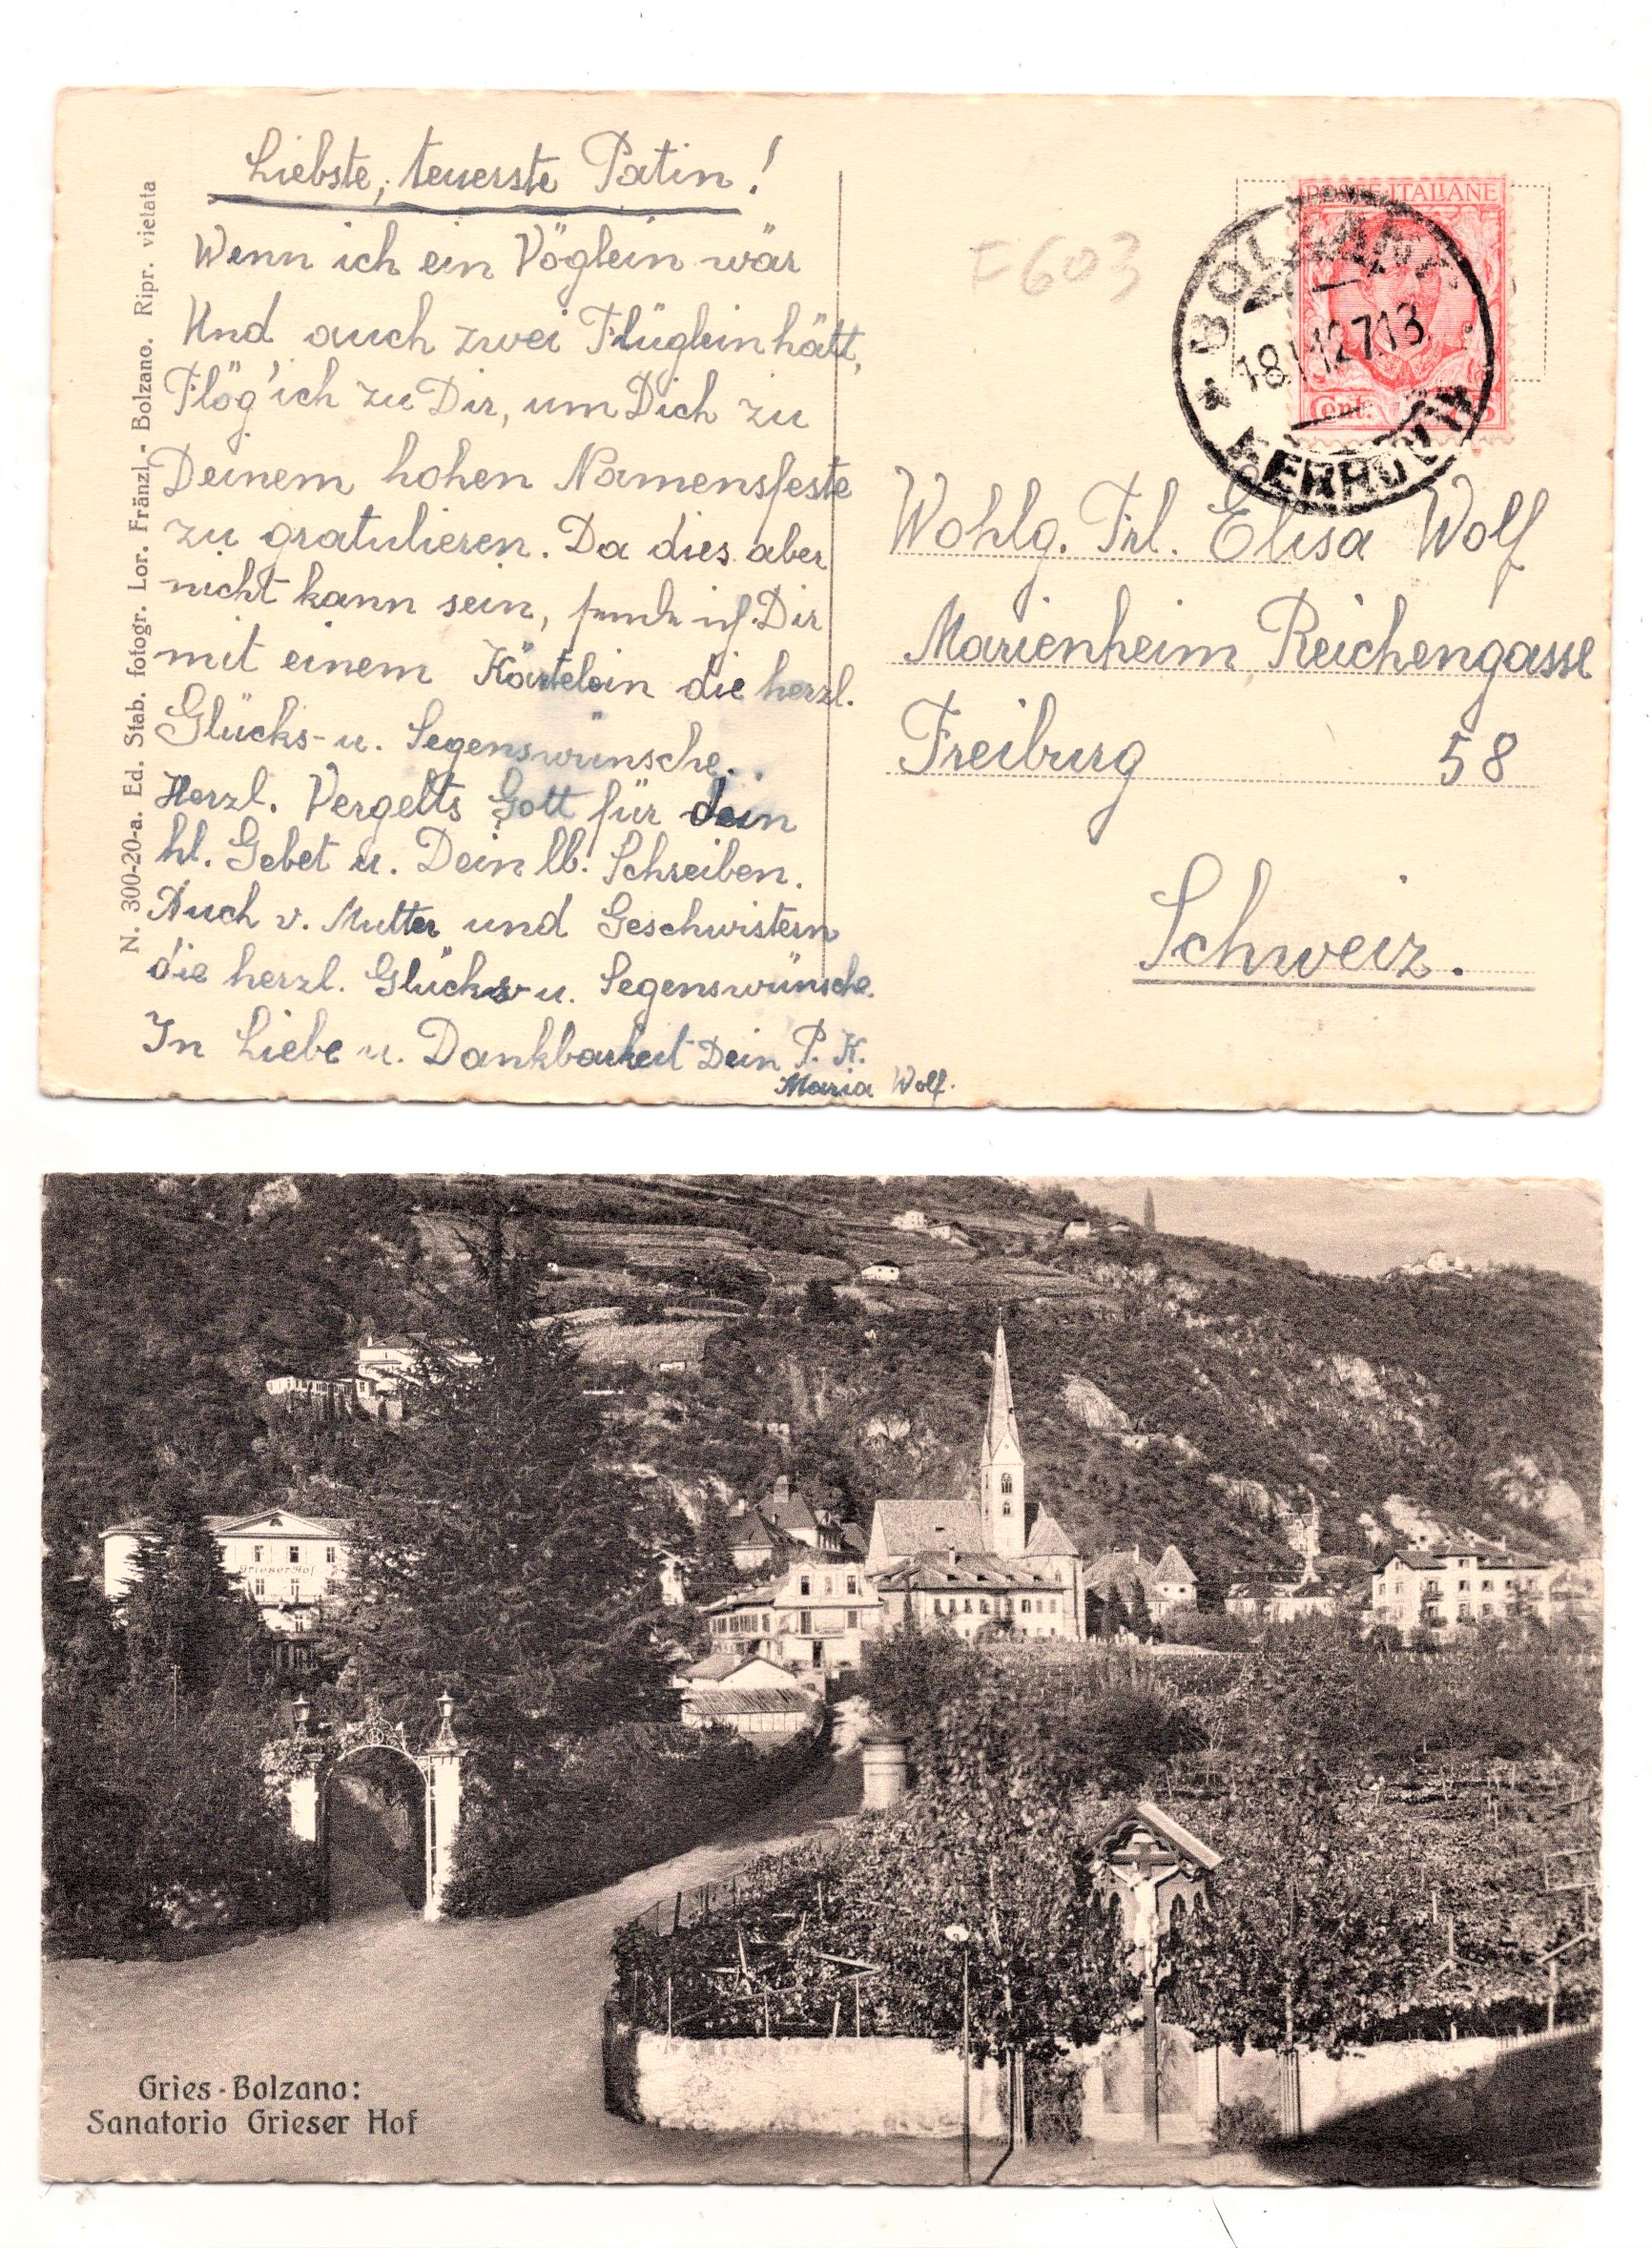 Liebste, teuerste Patin!
Wenn ich ein Vöglein wär
Und auch zwei Flüglein hätt,
Flög' ich zu Dir, um Dich zu
Deinem hohen Namensfeste
zu gratulieren. Da dies aber
nicht kann sein, sende ich Dir
mit einem Kärtelein die herzl.
Glücks- u. Segenswünsche.
Herzl. Vergelts Gott für dein
hl. Gebet u. Dein lb. Schreiben.
Auch v. Mutter und Geschwistern
die herzl. Glücks u. Segenswünsche.
In Liebe u. Dankbarkeit Dein P. K.
Maria Wolf.
N. 300-20-a. Ed. Stab. fotogr. Lor. Fränzl - Bolzano. Ripr. vietata
F603
POSTE ITALIANE
Cent.
BOLZANO
FERROVIA
Wohlg. Frl. Elisa Wolf
Marienheim, Reichengasse
Freiburg 58
Schweiz.
Grieser Hof
Gries-Bolzano:
Sanatorio Grieser Hof